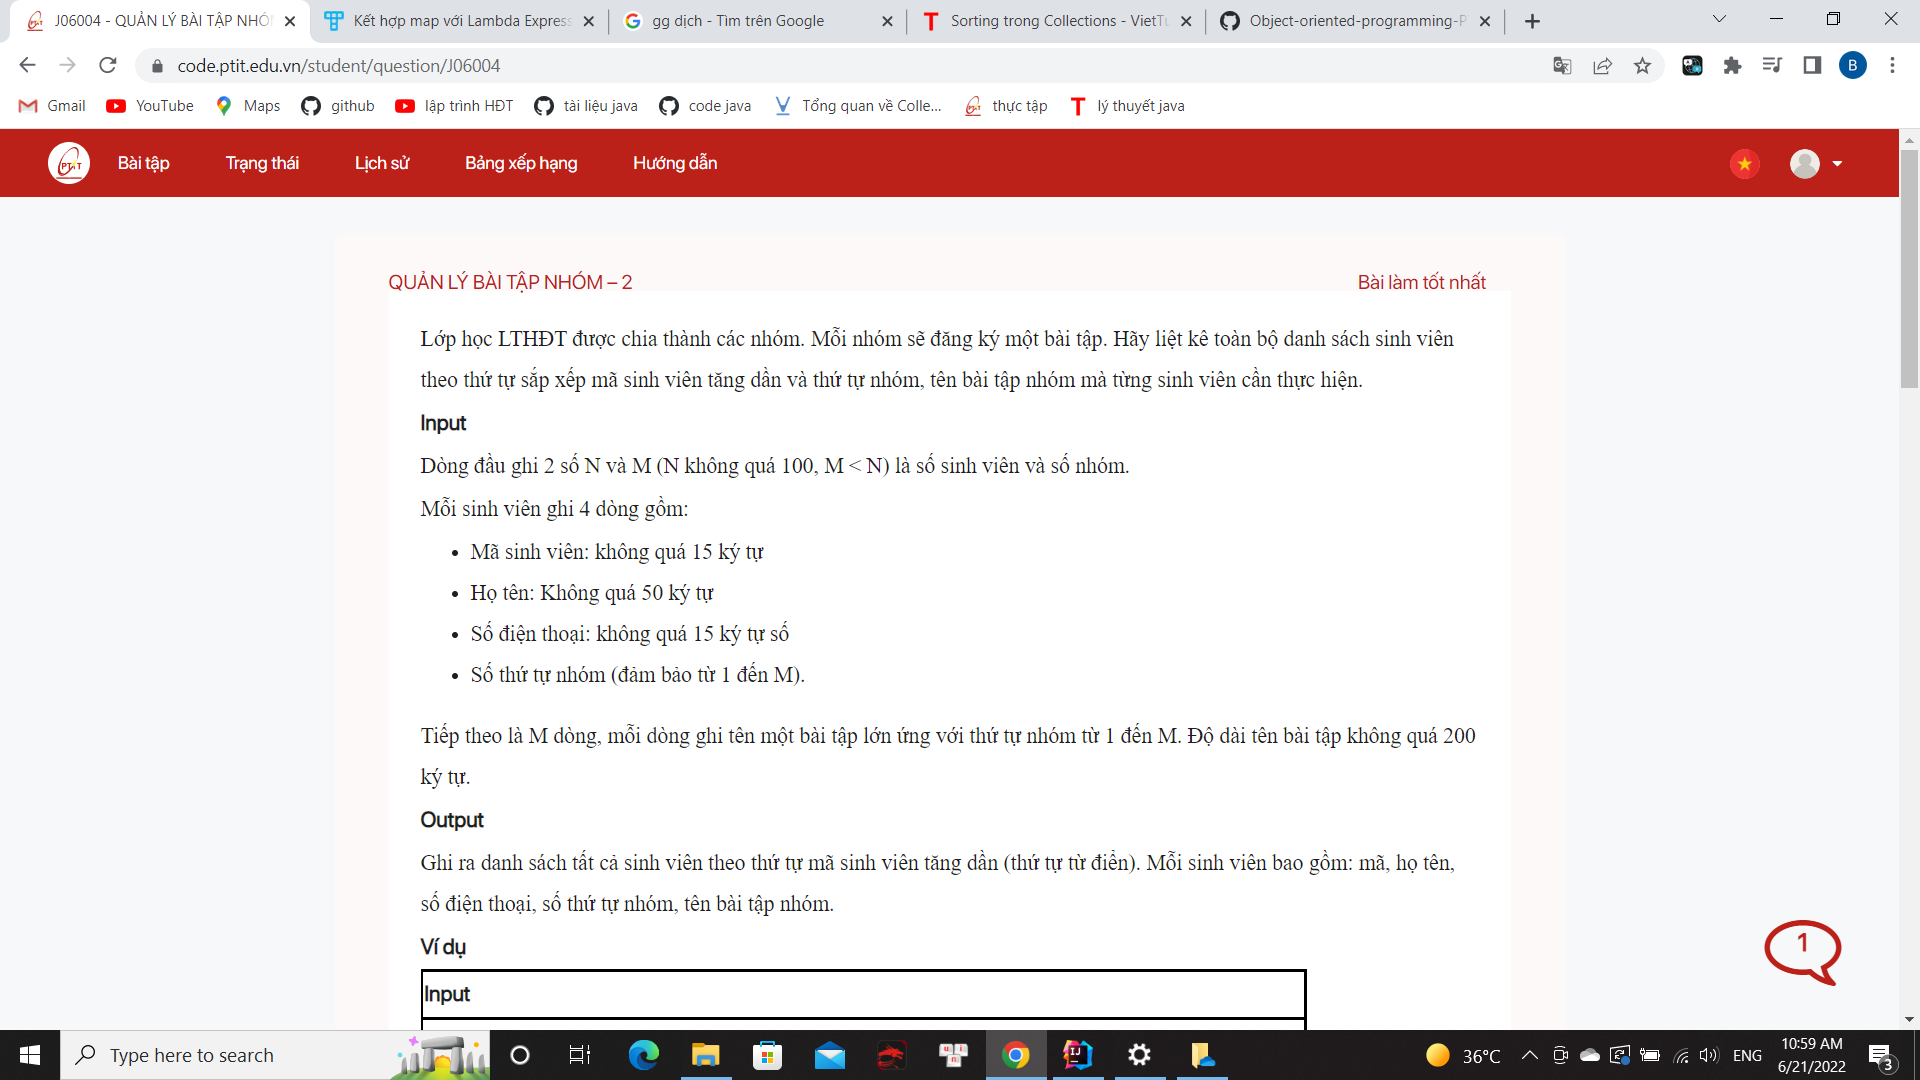 J06004 - QUẢN LÝ BÀI TẬP NHÓM
Kết hợp map với Lambda Express
gg dịch - Tìm trên Google
Sorting trong Collections - VietTu
Object-oriented-programming-P
code.ptit.edu.vn/student/question/J06004
B
Gmail
YouTube
Maps
github
lập trình HĐT
tài liệu java
code java
Tổng quan về Colle...
thực tập
lý thuyết java
PTIT
Bài tập
Trạng thái
Lịch sử
Bảng xếp hạng
Hướng dẫn
QUẢN LÝ BÀI TẬP NHÓM – 2
Bài làm tốt nhất
Lớp học LTHĐT được chia thành các nhóm. Mỗi nhóm sẽ đăng ký một bài tập. Hãy liệt kê toàn bộ danh sách sinh viên
theo thứ tự sắp xếp mã sinh viên tăng dần và thứ tự nhóm, tên bài tập nhóm mà từng sinh viên cần thực hiện.
Input
Dòng đầu ghi 2 số N và M (N không quá 100, M < N) là số sinh viên và số nhóm.
Mỗi sinh viên ghi 4 dòng gồm:
• Mã sinh viên: không quá 15 ký tự
• Họ tên: Không quá 50 ký tự
• Số điện thoại: không quá 15 ký tự số
• Số thứ tự nhóm (đảm bảo từ 1 đến M).
Tiếp theo là M dòng, mỗi dòng ghi tên một bài tập lớn ứng với thứ tự nhóm từ 1 đến M. Độ dài tên bài tập không quá 200
ký tự.
Output
Ghi ra danh sách tất cả sinh viên theo thứ tự mã sinh viên tăng dần (thứ tự từ điển). Mỗi sinh viên bao gồm: mã, họ tên,
số điện thoại, số thứ tự nhóm, tên bài tập nhóm.
Ví dụ
Input
1
Type here to search
36°C
ENG
10:59 AM
6/21/2022
3